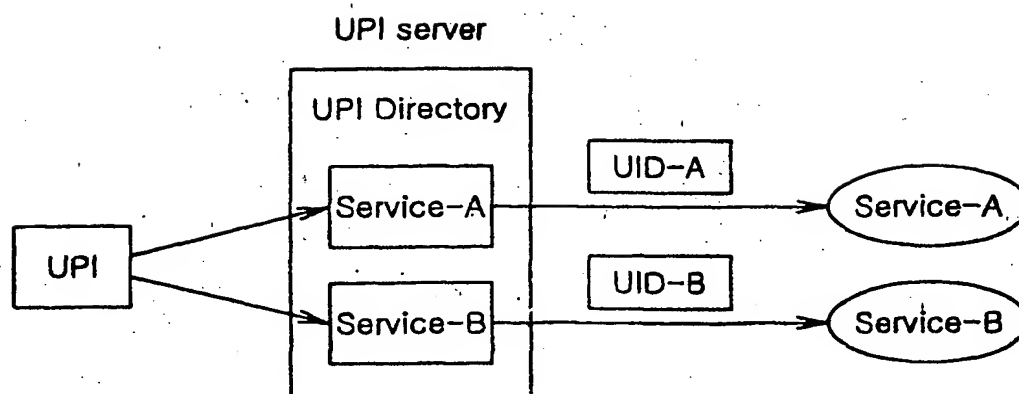 UPI server
UPI Directory
UID-A
Service-A
Service-A
UPI
UID-B
Service-B
Service-B